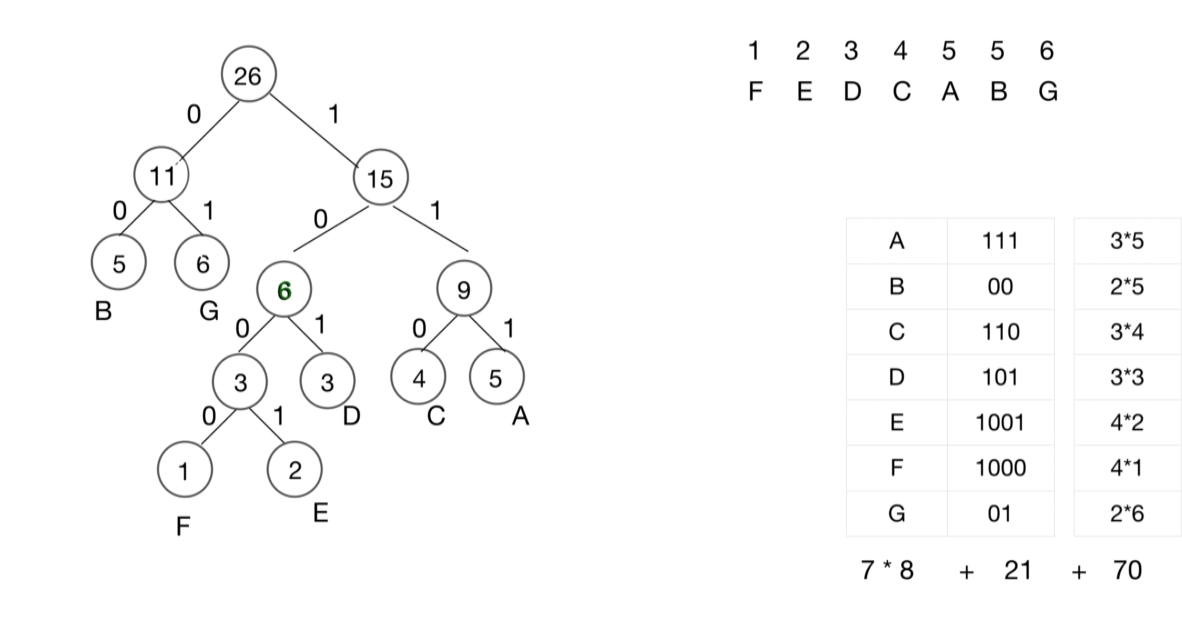 1 2 3 4 5 5 6
F E D C A B G
26
0 1
11 15
0 1 0 1
5 6 6 9
B G
0 1 0 1
3 3 4 5
D C A
0 1
1 2
F E
A 111 3*5
B 00 2*5
C 110 3*4
D 101 3*3
E 1001 4*2
F 1000 4*1
G 01 2*6
7 * 8 + 21 + 70